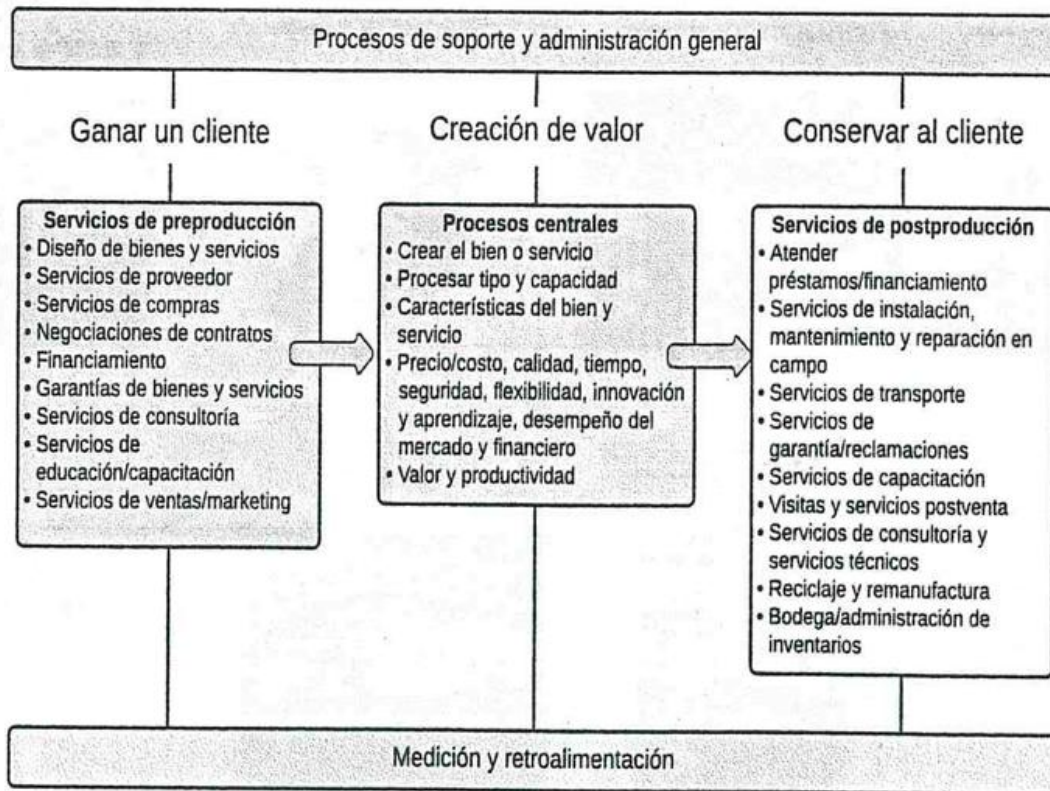 Procesos de soporte y administración general
Ganar un cliente
Creación de valor
Conservar al cliente
Servicios de preproducción
• Diseño de bienes y servicios
• Servicios de proveedor
• Servicios de compras
• Negociaciones de contratos
• Financiamiento
• Garantías de bienes y servicios
• Servicios de consultoría
• Servicios de
educación/capacitación
• Servicios de ventas/marketing
Procesos centrales
• Crear el bien o servicio
• Procesar tipo y capacidad
• Características del bien y
servicio
• Precio/costo, calidad, tiempo,
seguridad, flexibilidad, innovación
y aprendizaje, desempeño del
mercado y financiero
• Valor y productividad
Servicios de postproducción
• Atender
préstamos/financiamiento
• Servicios de instalación,
mantenimiento y reparación en
campo
• Servicios de transporte
• Servicios de
garantía/reclamaciones
• Servicios de capacitación
• Visitas y servicios postventa
• Servicios de consultoría y
servicios técnicos
• Reciclaje y remanufactura
• Bodega/administración de
inventarios
Medición y retroalimentación